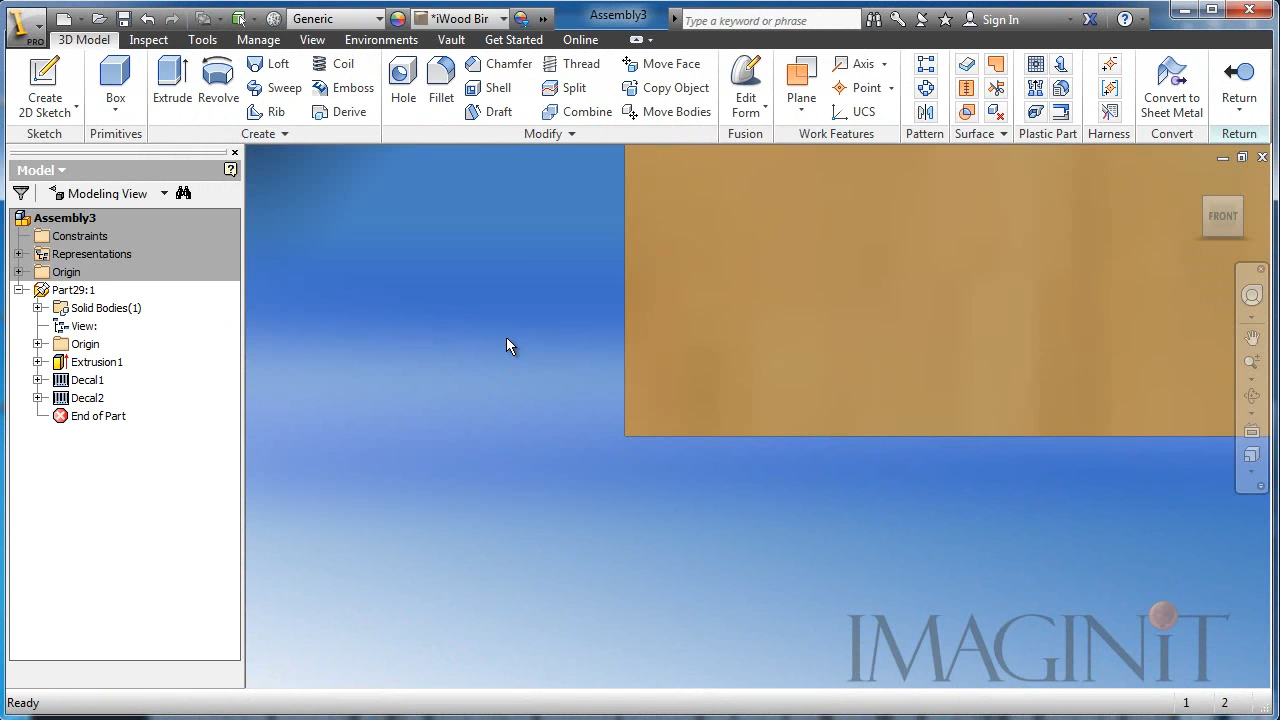 PRO
Generic
*iWood Bir
Assembly3
Type a keyword or phrase
Sign In
3D Model
Inspect
Tools
Manage
View
Environments
Vault
Get Started
Online
Create
2D Sketch
Sketch
Box
Primitives
Extrude
Revolve
Loft
Sweep
Rib
Coil
Emboss
Derive
Create
Hole
Fillet
Chamfer
Shell
Draft
Thread
Split
Combine
Move Face
Copy Object
Move Bodies
Modify
Edit
Form
Fusion
Plane
Axis
Point
UCS
Work Features
Pattern
Surface
Plastic Part
Harness
Convert to
Sheet Metal
Convert
Return
Return
Model
Modeling View
Assembly3
Constraints
Representations
Origin
Part29:1
Solid Bodies(1)
View:
Origin
Extrusion1
Decal1
Decal2
End of Part
FRONT
IMAGINiT
Ready
1
2